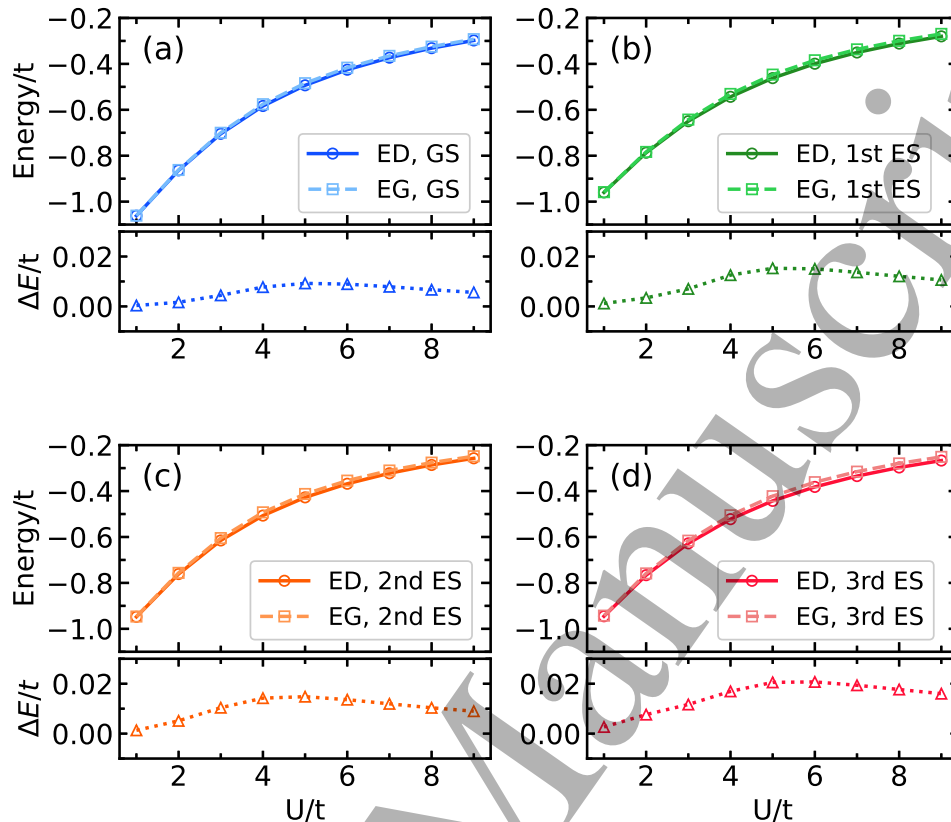 (a)
Energy/t
−0.2
−0.4
−0.6
−0.8
−1.0
ED, GS
EG, GS
ΔE/t
0.02
0.00
2 4 6 8
(b)
−0.2
−0.4
−0.6
−0.8
−1.0
ED, 1st ES
EG, 1st ES
0.02
0.00
2 4 6 8
(c)
Energy/t
−0.2
−0.4
−0.6
−0.8
−1.0
ED, 2nd ES
EG, 2nd ES
ΔE/t
0.02
0.00
2 4 6 8
U/t
(d)
−0.2
−0.4
−0.6
−0.8
−1.0
ED, 3rd ES
EG, 3rd ES
0.02
0.00
2 4 6 8
U/t
Manuscri